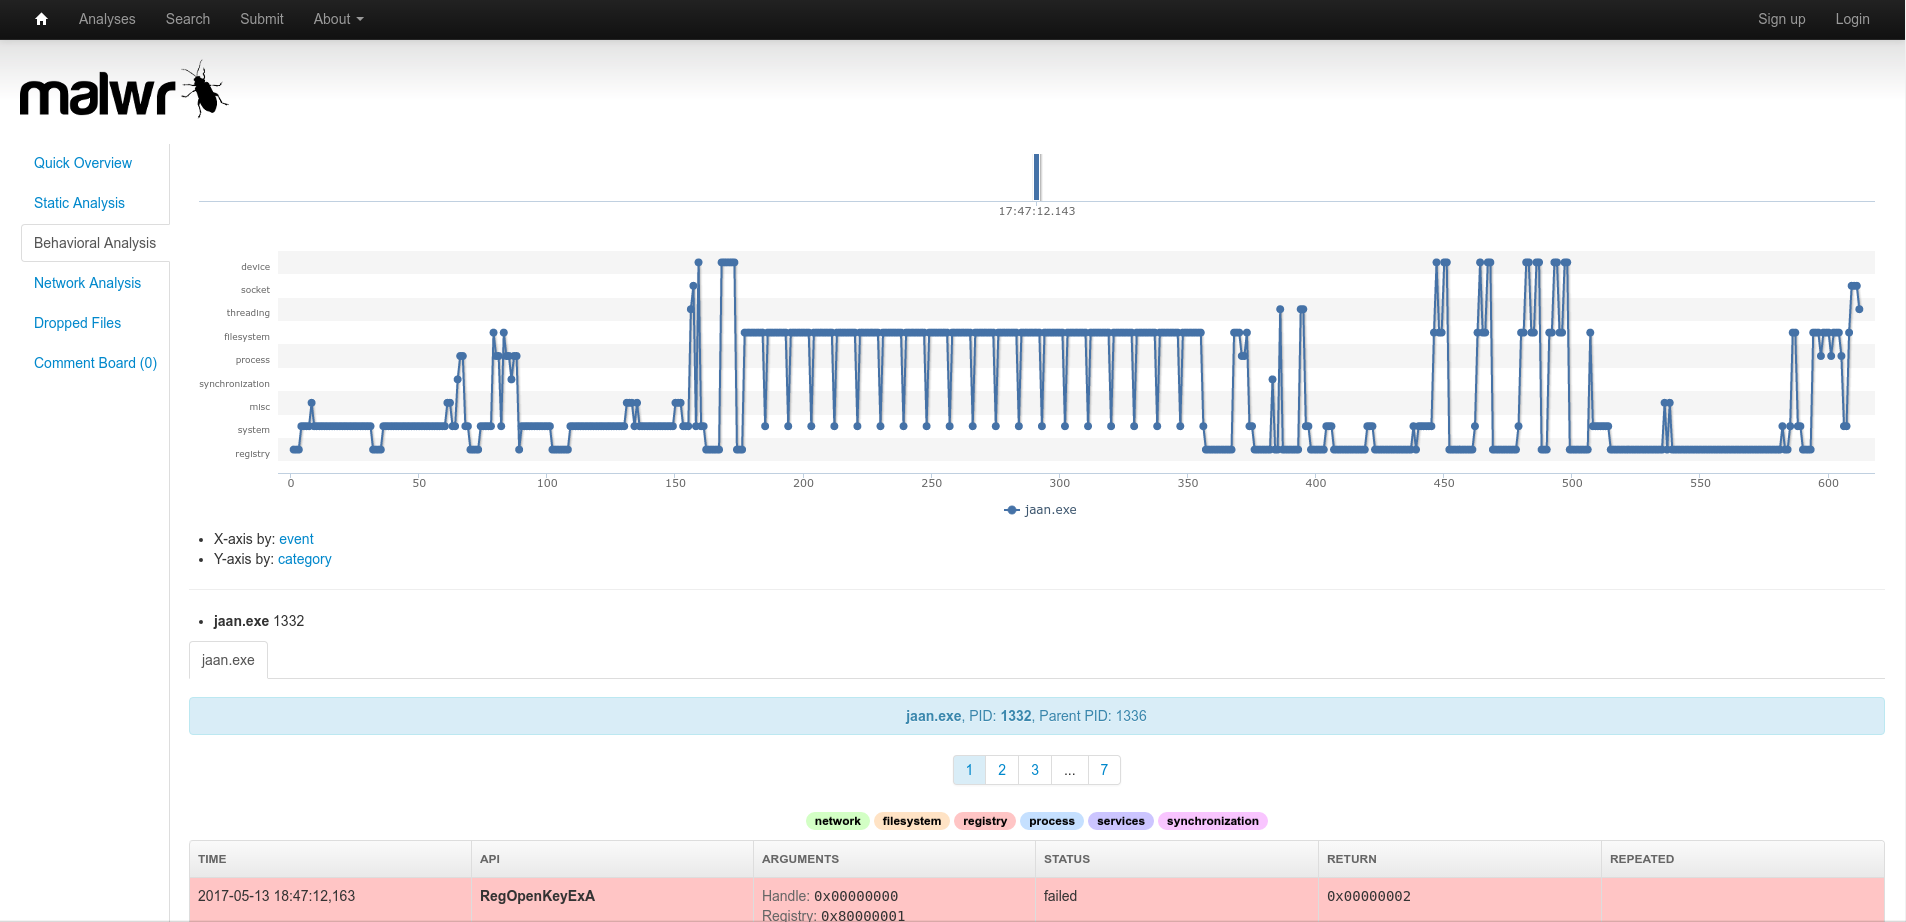 Analyses Search Submit About Sign up Login
malwr
Quick Overview
Static Analysis
Behavioral Analysis
Network Analysis
Dropped Files
Comment Board (0)
17:47:12.143
device
socket
threading
filesystem
process
synchronization
misc
system
registry
0 50 100 150 200 250 300 350 400 450 500 550 600
jaan.exe
X-axis by: event
Y-axis by: category
jaan.exe 1332
jaan.exe
jaan.exe, PID: 1332, Parent PID: 1336
1 2 3 ... 7
network filesystem registry process services synchronization
TIME API ARGUMENTS STATUS RETURN REPEATED
2017-05-13 18:47:12,163 RegOpenKeyExA Handle: 0x00000000 failed 0x00000002
Registry: 0x80000001